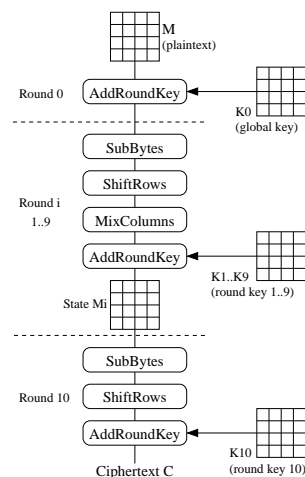 M
(plaintext)
Round 0
AddRoundKey
K0
(global key)
SubBytes
ShiftRows
Round i
1..9
MixColumns
AddRoundKey
K1..K9
(round key 1..9)
State Mi
SubBytes
Round 10
ShiftRows
AddRoundKey
K10
(round key 10)
Ciphertext C